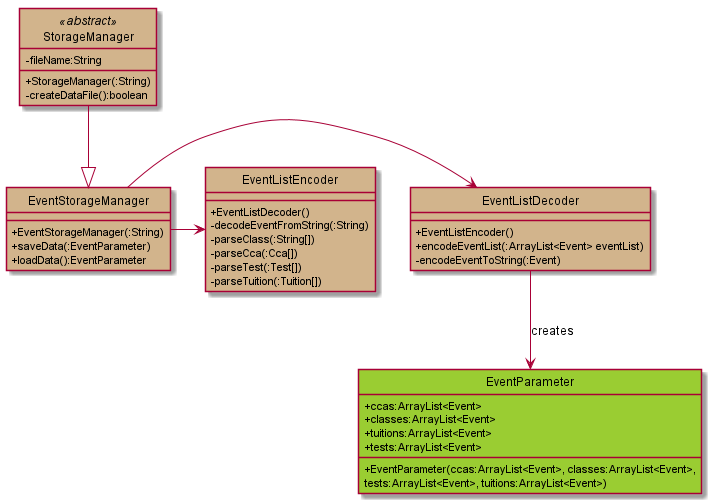 «abstract»
StorageManager
-fileName:String
+StorageManager(:String)
-createDataFile():boolean
EventStorageManager
+EventStorageManager(:String)
+saveData(:EventParameter)
+loadData():EventParameter
EventListEncoder
+EventListDecoder()
-decodeEventFromString(:String)
-parseClass(:String[])
-parseCca(:Cca[])
-parseTest(:Test[])
-parseTuition(:Tuition[])
EventListDecoder
+EventListEncoder()
+encodeEventList(:ArrayList<Event> eventList)
-encodeEventToString(:Event)
creates
EventParameter
+ccas:ArrayList<Event>
+classes:ArrayList<Event>
+tuitions:ArrayList<Event>
+tests:ArrayList<Event>
+EventParameter(ccas:ArrayList<Event>, classes:ArrayList<Event>,
tests:ArrayList<Event>, tuitions:ArrayList<Event>)